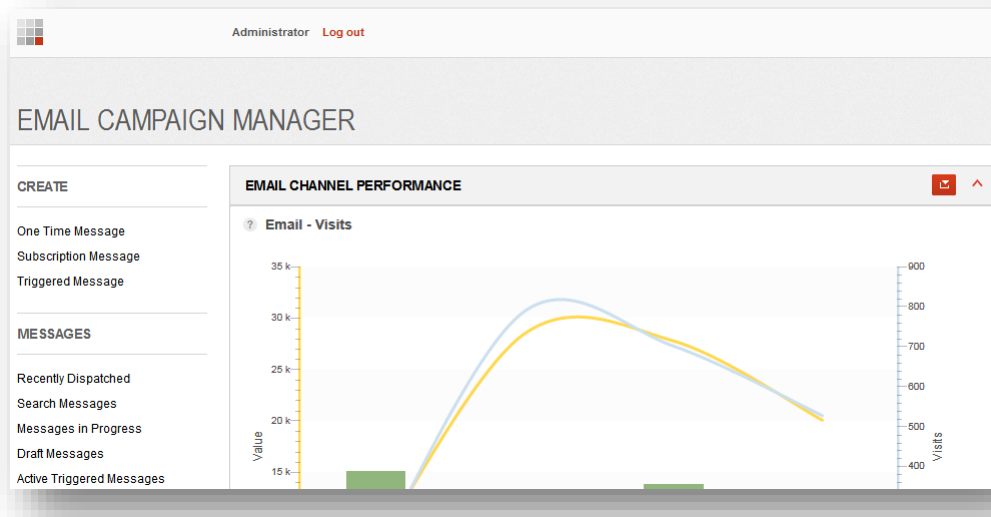 Administrator Log out
EMAIL CAMPAIGN MANAGER
CREATE
One Time Message
Subscription Message
Triggered Message
MESSAGES
Recently Dispatched
Search Messages
Messages in Progress
Draft Messages
Active Triggered Messages
EMAIL CHANNEL PERFORMANCE
? Email - Visits
35 k
30 k
25 k
20 k
15 k
Value
900
800
700
600
500
400
Visits